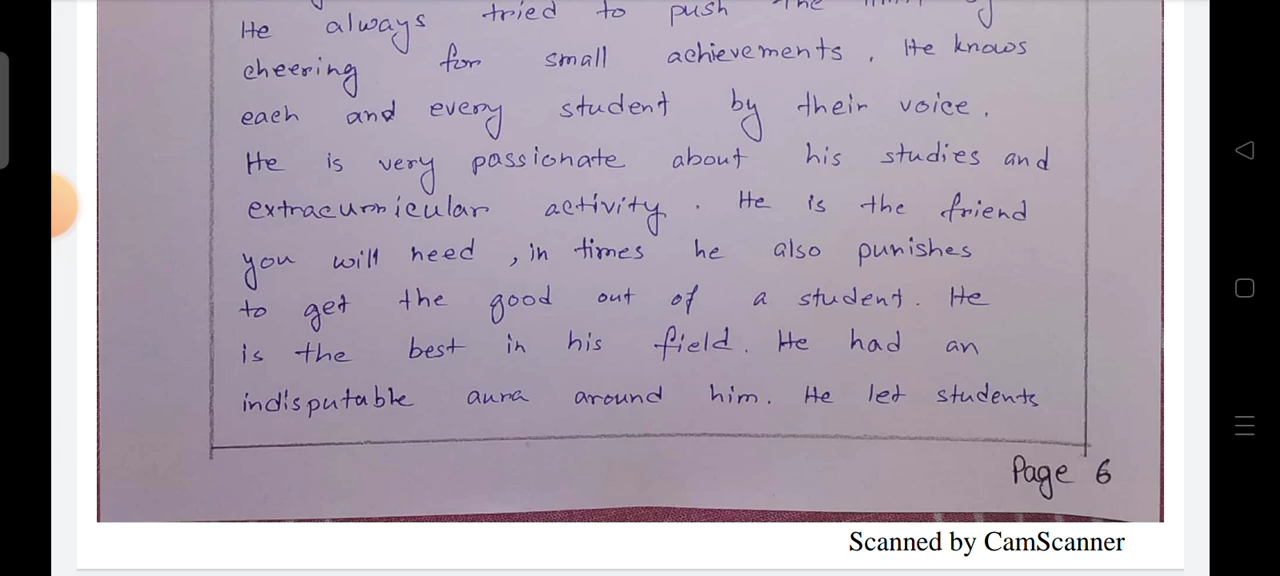 He always tried to push the
cheering for small achievements. He knows
each and every student by their voice.
He is very passionate about his studies and
extracurricular activity. He is the friend
you will need, in times he also punishes
to get the good out of a student. He
is the best in his field. He had an
indisputable aura around him. He let students
Page 6
Scanned by CamScanner